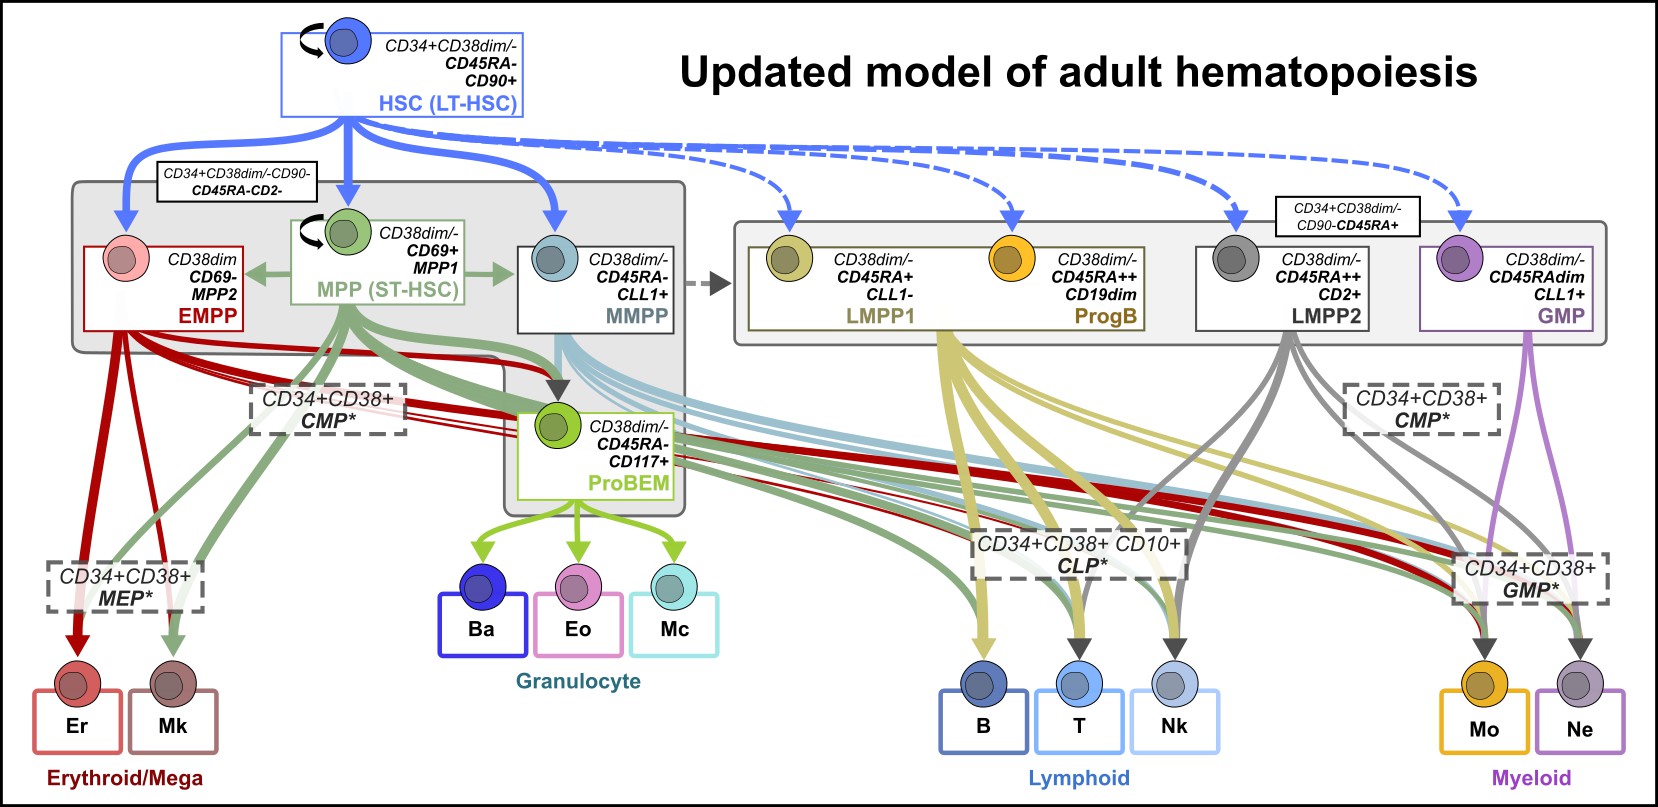 Updated model of adult hematopoiesis
CD34+CD38dim/-
CD45RA-
CD90+
HSC (LT-HSC)
CD34+CD38dim/-CD90-
CD45RA-CD2-
CD34+CD38dim/-
CD90-CD45RA+
CD38dim
CD69-
MPP2
EMPP
CD38dim/-
CD69+
MPP1
MPP (ST-HSC)
CD38dim/-
CD45RA-
CLL1+
MMPP
CD38dim/-
CD45RA+
CLL1-
LMPP1
CD38dim/-
CD45RA++
CD19dim
ProgB
CD38dim/-
CD45RA++
CD2+
LMPP2
CD38dim/-
CD45RAdim
CLL1+
GMP
CD34+CD38+
CMP*
CD34+CD38+
CMP*
CD38dim/-
CD45RA-
CD117+
ProBEM
CD34+CD38+
MEP*
CD34+CD38+ CD10+
CLP*
CD34+CD38+
GMP*
Ba
Eo
Mc
Granulocyte
Er
Mk
Erythroid/Mega
B
T
Nk
Lymphoid
Mo
Ne
Myeloid